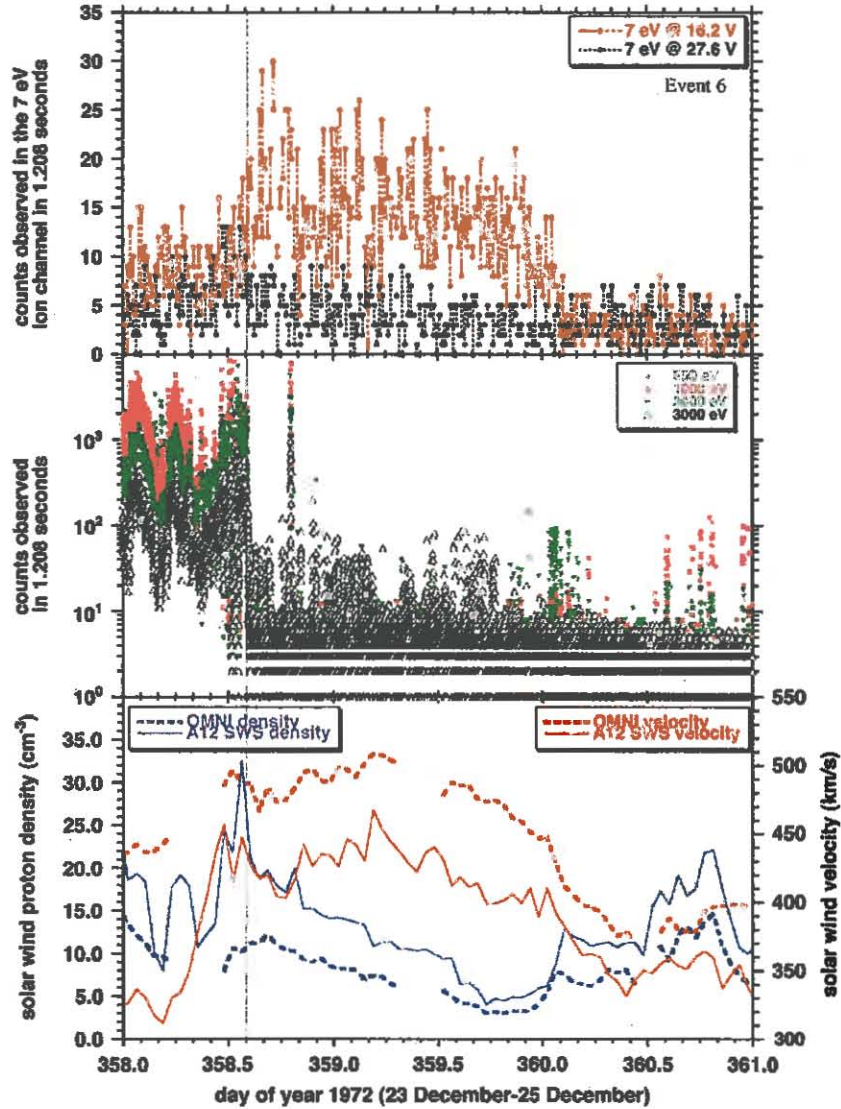 35
30
25
20
15
10
5
0
counts observed in the 7 eV
ion channel in 1.208 seconds
7 eV @ 16.2 V
7 eV @ 27.6 V
Event 6
10³
10²
10¹
10⁰
counts observed
in 1.208 seconds
3000 eV
35.0
30.0
25.0
20.0
15.0
10.0
5.0
0.0
solar wind proton density (cm⁻³)
OMNI density
A12 SWS density
OMNI velocity
A12 SWS velocity
550
500
450
400
350
300
solar wind velocity (km/s)
358.0 358.5 359.0 359.5 360.0 360.5 361.0
day of year 1972 (23 December-25 December)